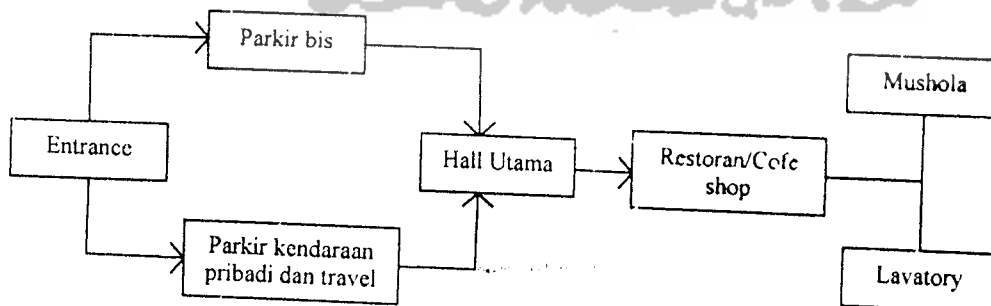 Parkir bis
Entrance
Parkir kendaraan
pribadi dan travel
Hall Utama
Restoran/Cofe
shop
Mushola
Lavatory